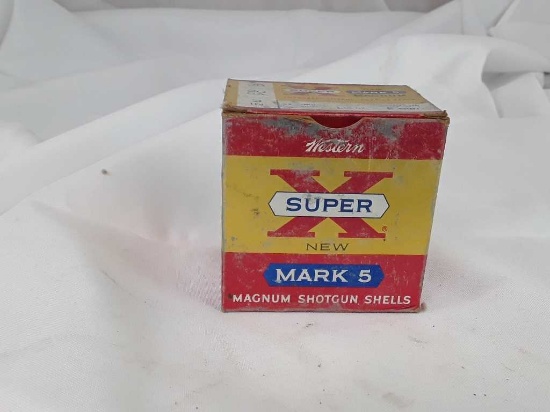 Western
SUPER X
NEW
MARK 5
MAGNUM SHOTGUN SHELLS